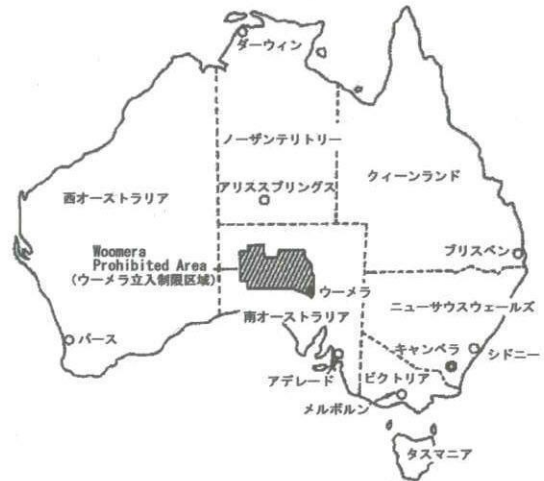 ダーウィン
ノーザンテリトリー
アリススプリングス
クィーンランド
西オーストラリア
Woomera
Prohibited Area
(ウーメラ立入制限区域)
ブリスベン
ウーメラ
ニューサウスウェールズ
南オーストラリア
パース
キャンベラ
シドニー
アデレード
ビクトリア
メルボルン
タスマニア